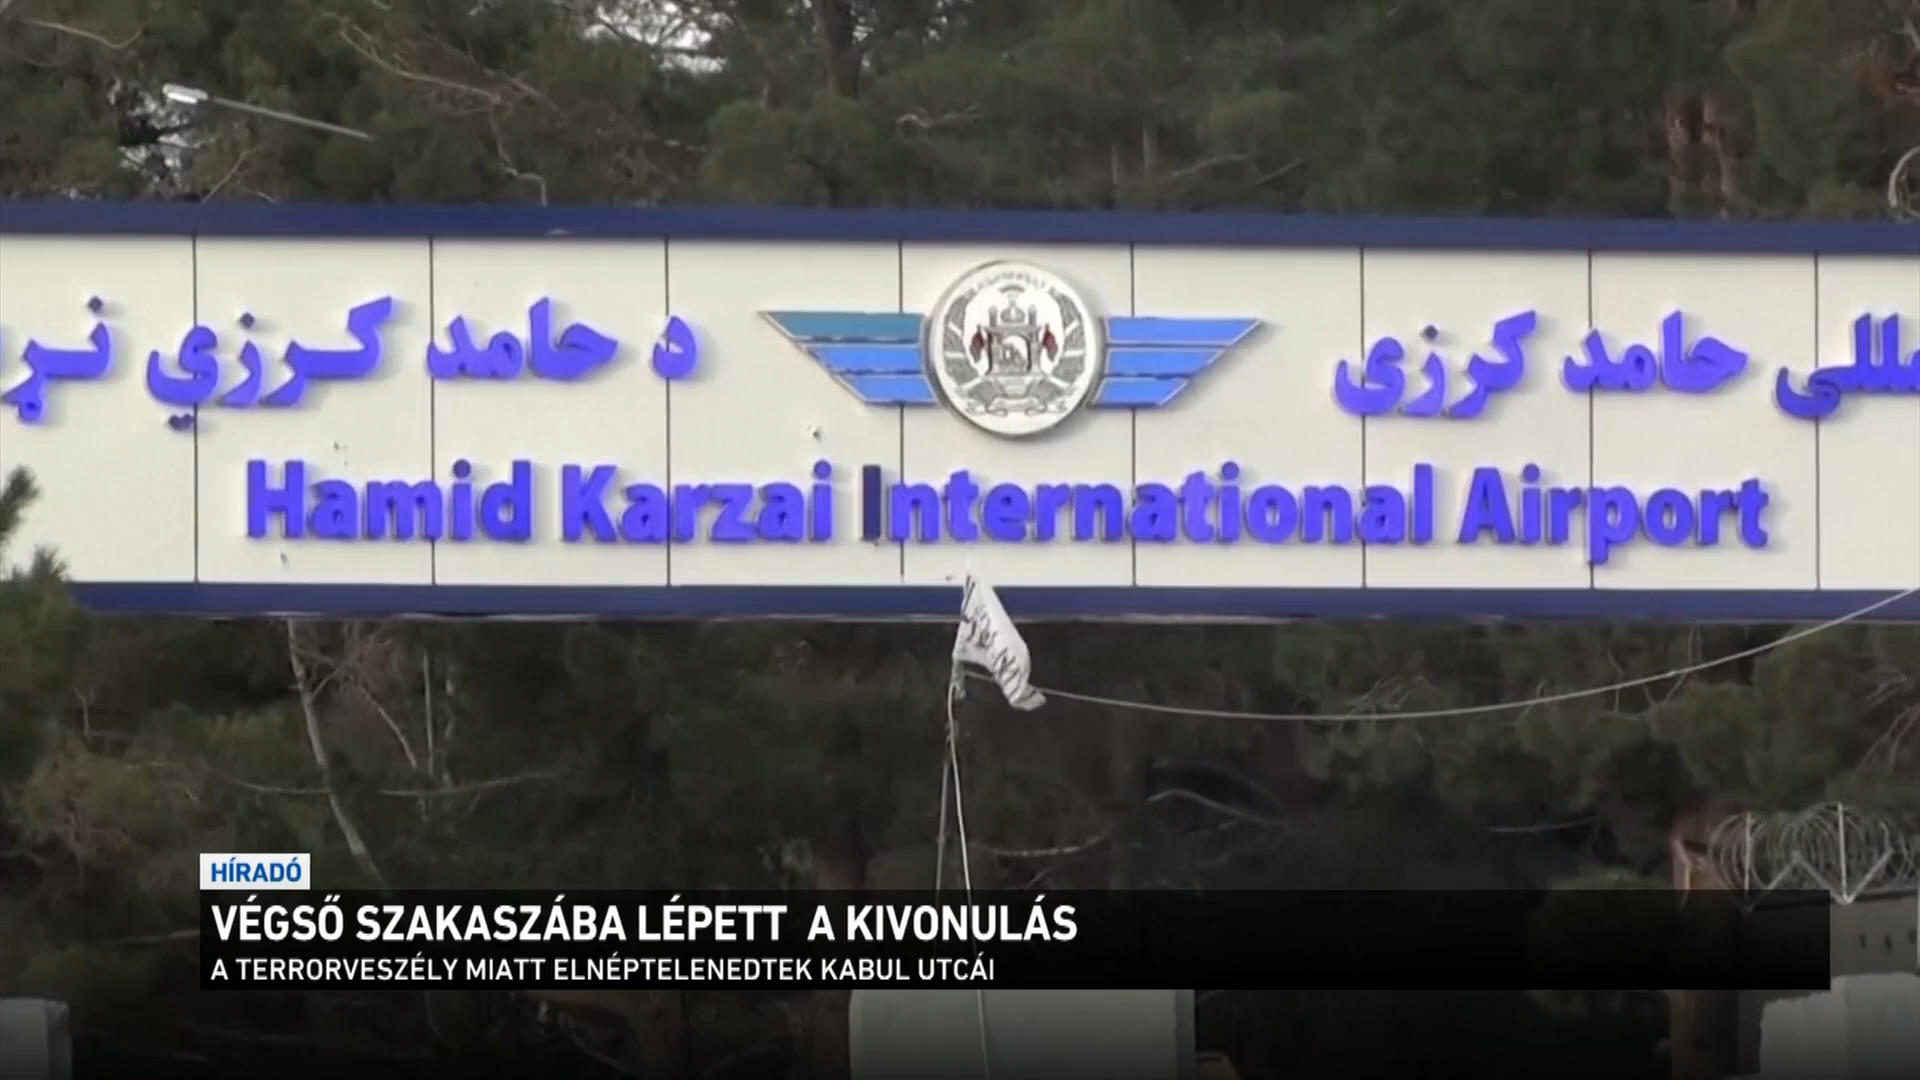 د حامد کرزي نړ
مللی حامد کرزی
Hamid Karzai International Airport
HÍRADÓ
VÉGSŐ SZAKASZÁBA LÉPETT A KIVONULÁS
A TERRORVESZÉLY MIATT ELNÉPTELENEDTEK KABUL UTCÁI